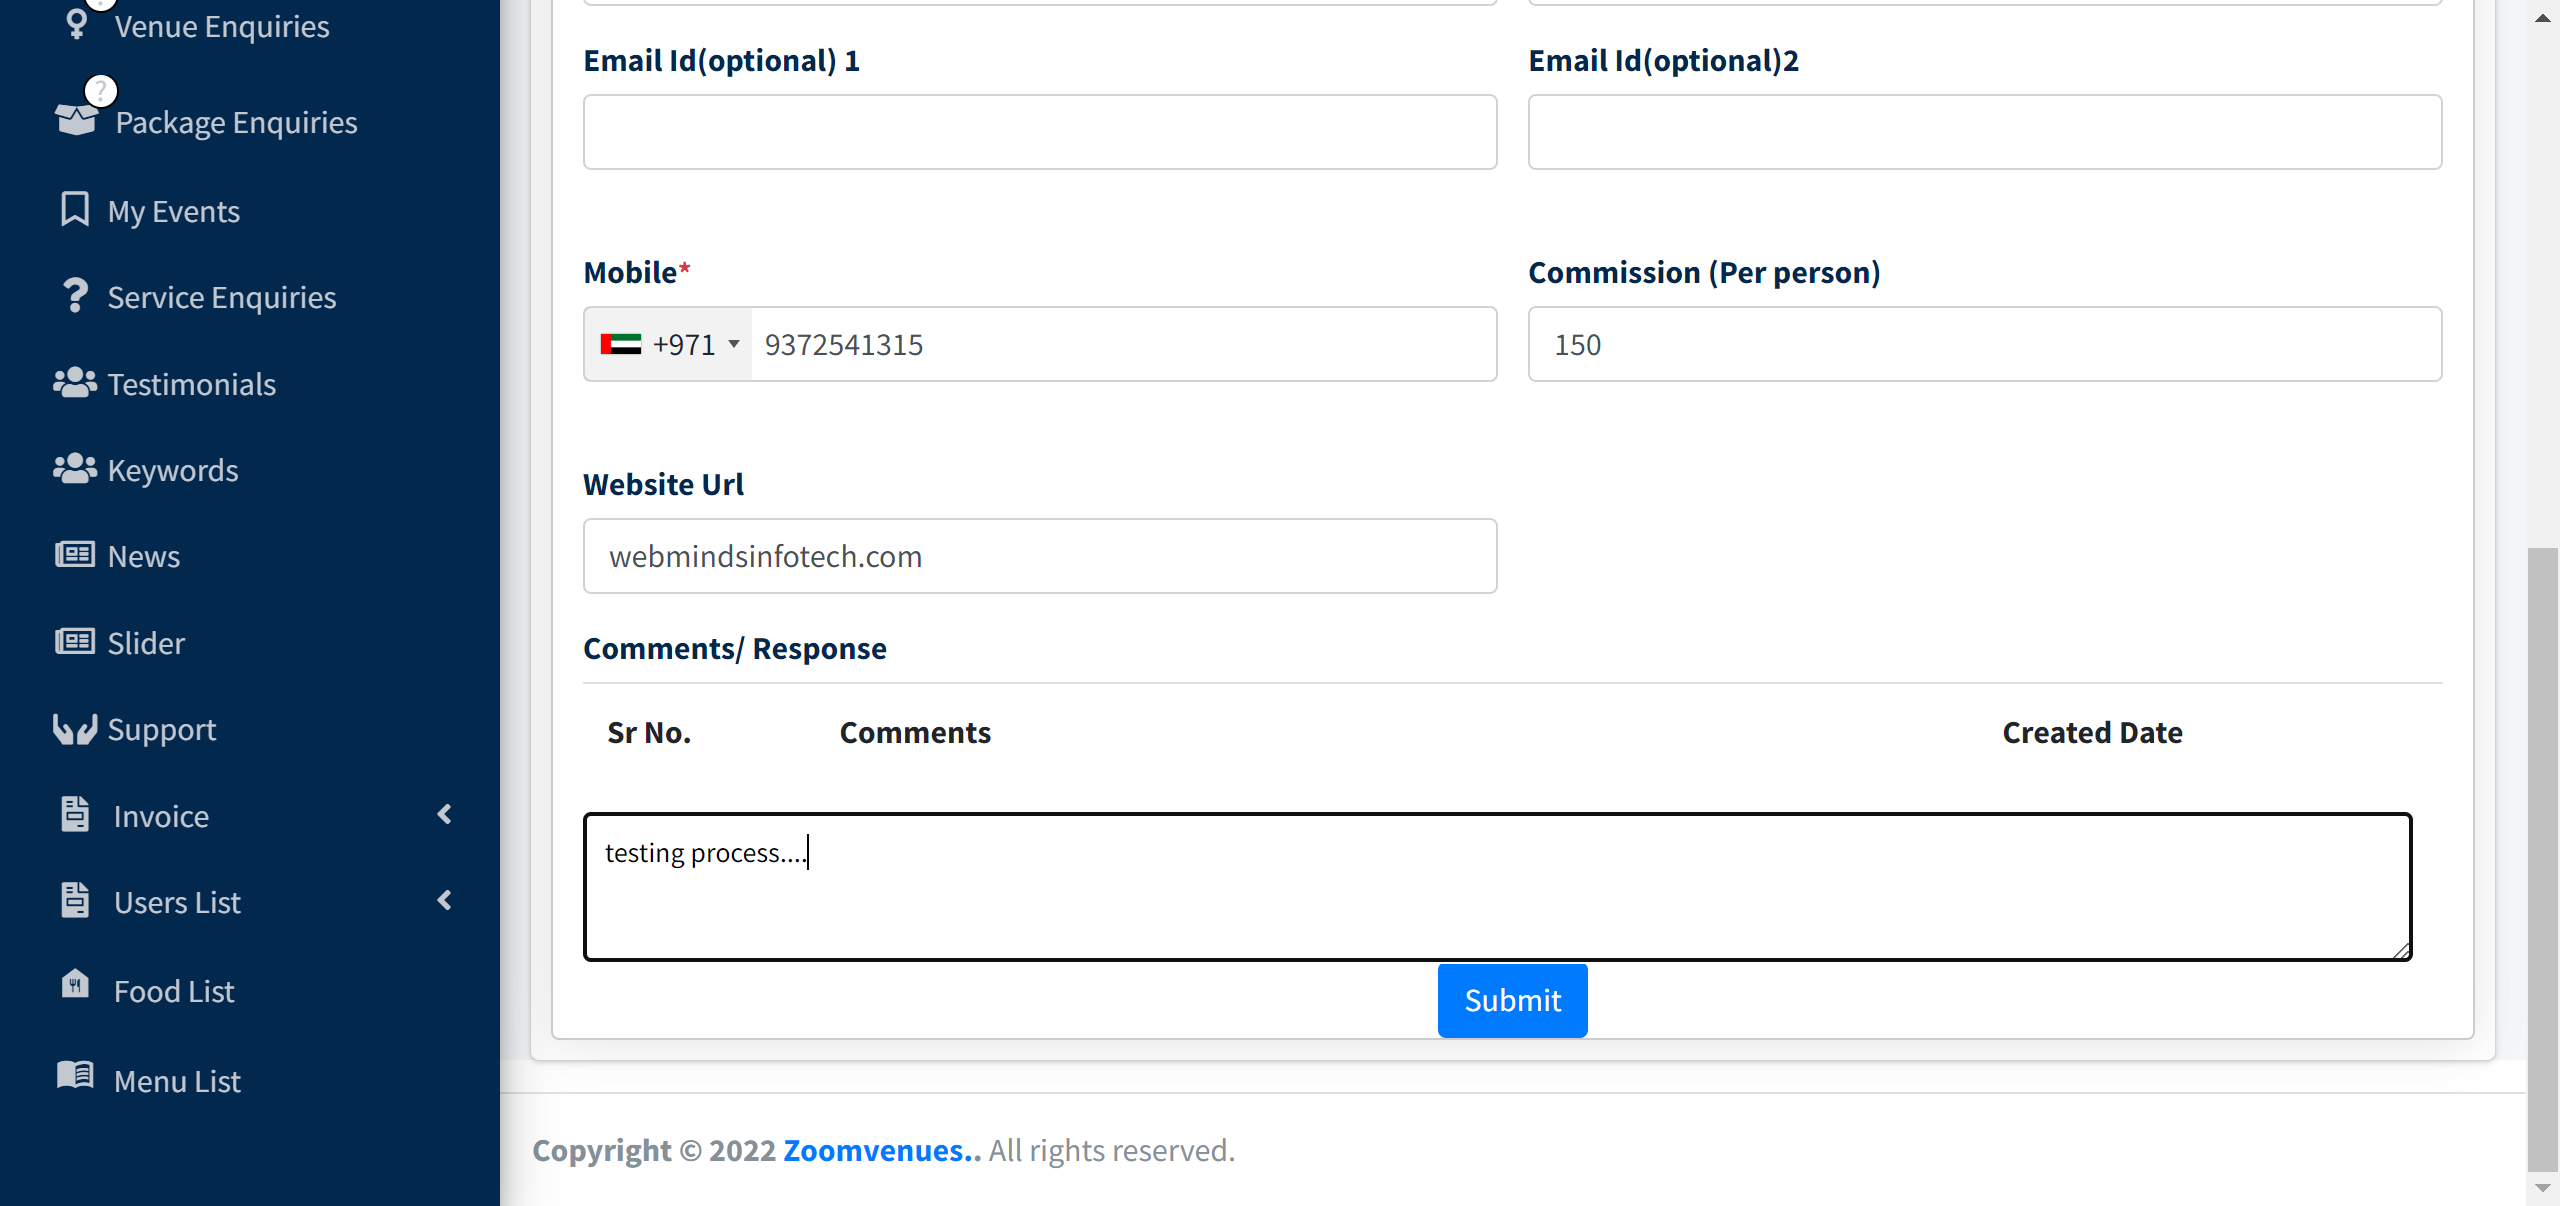 Venue Enquiries
?
Package Enquiries
My Events
Service Enquiries
Testimonials
Keywords
News
Slider
Support
Invoice
Users List
Food List
Menu List
Email Id(optional) 1
Email Id(optional)2
Mobile*
Commission (Per person)
+971 9372541315
150
Website Url
webmindsinfotech.com
Comments/ Response
Sr No. Comments Created Date
testing process....
Submit
Copyright © 2022 Zoomvenues.. All rights reserved.